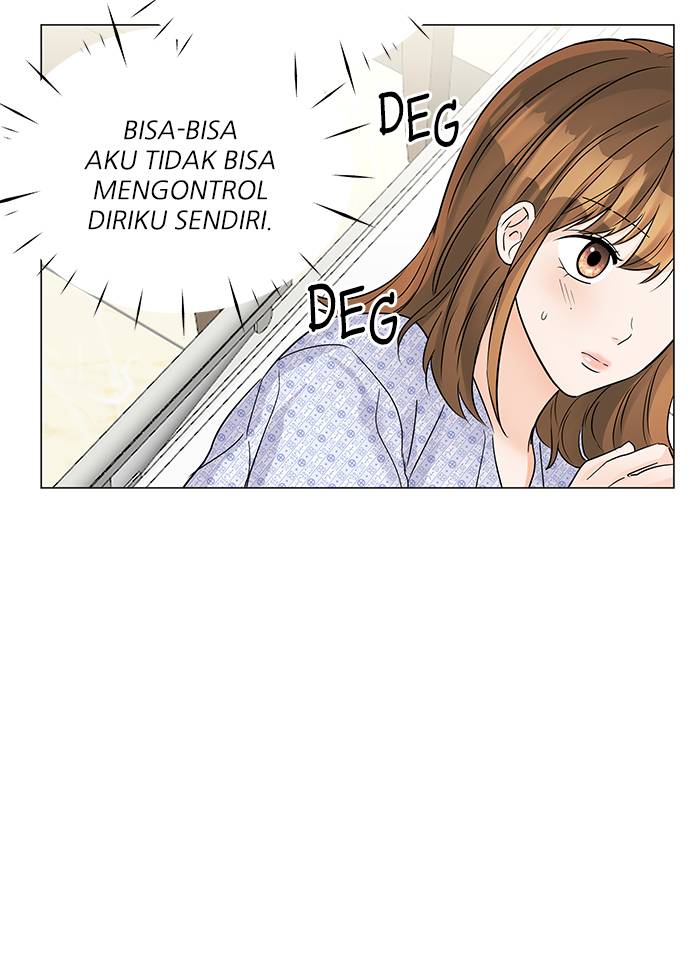 BISA-BISA
AKU TIDAK BISA
MENGONTROL
DIRIKU SENDIRI.
DEG
DEG